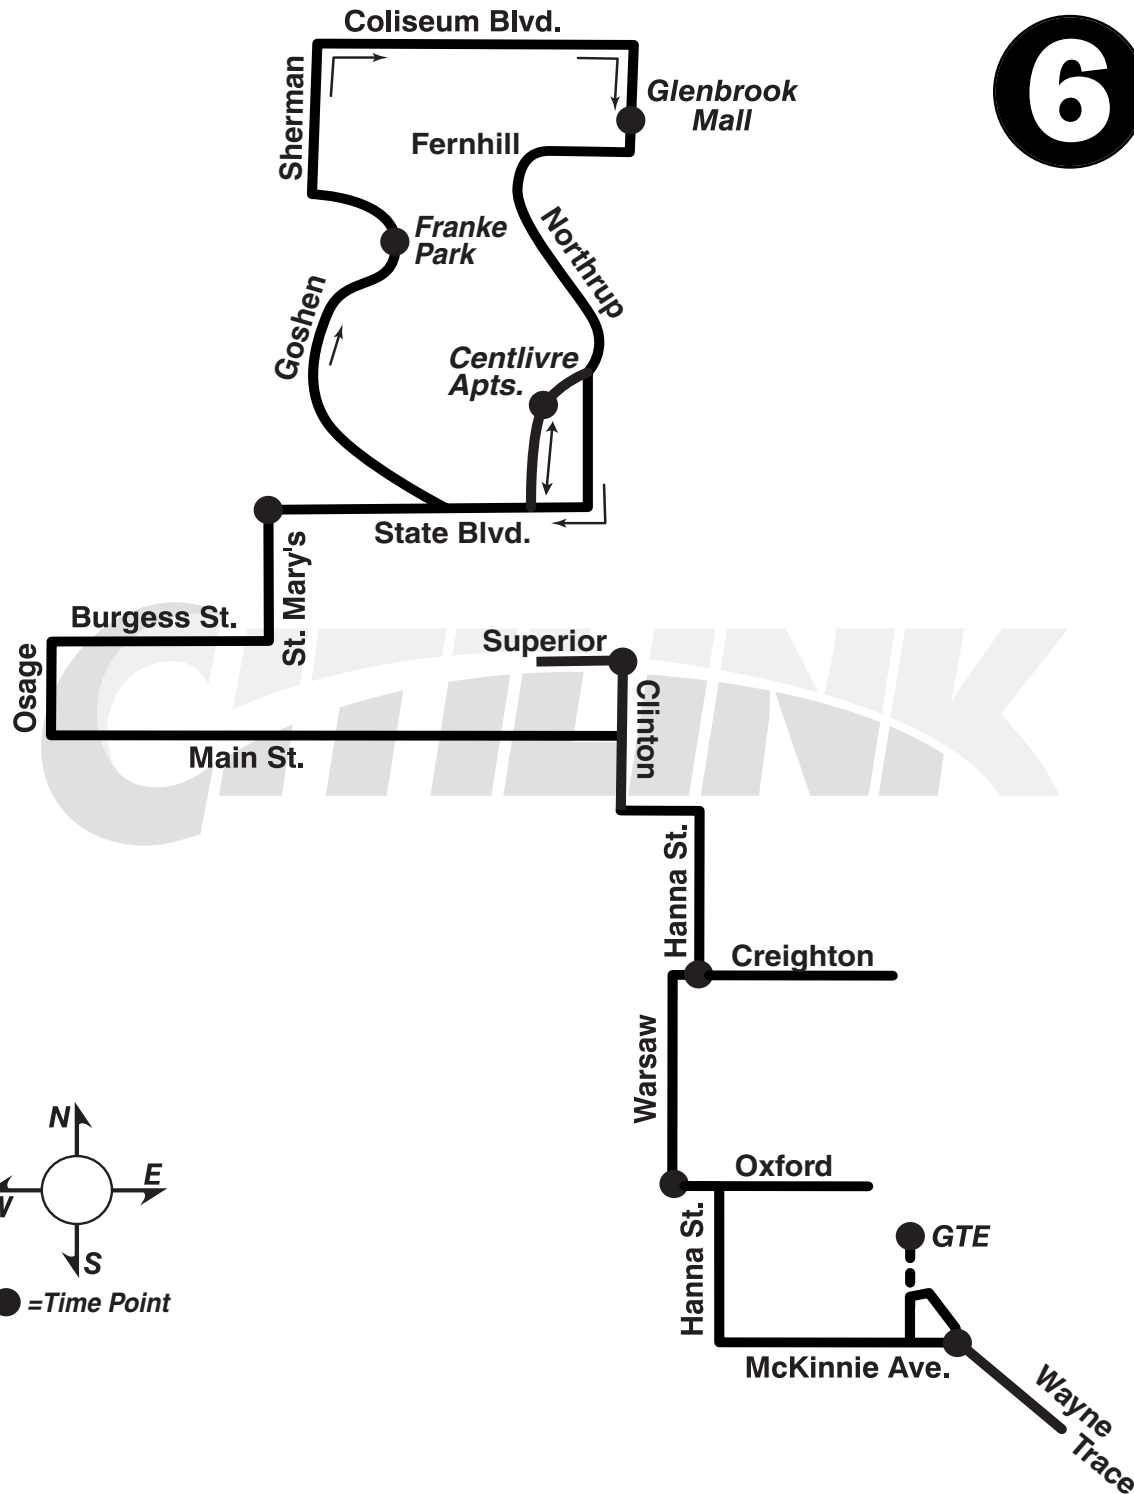 Coliseum Blvd.
6
Sherman
Glenbrook
Mall
Fernhill
Franke
Park
Northrup
Goshen
Centlivre
Apts.
State Blvd.
St. Mary's
Burgess St.
Superior
Osage
CITILINK
Clinton
Main St.
Hanna St.
Creighton
Warsaw
N
E
W
S
=Time Point
Oxford
Hanna St.
GTE
McKinnie Ave.
Wayne
Trace